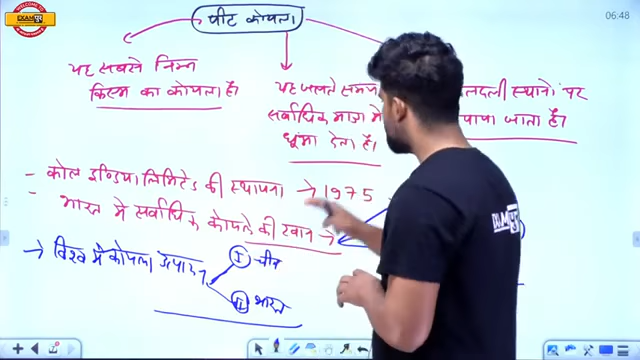 पीट कोयला
06:48
यह सबसे निम्न
किस्म का कोयला है।
यह जलते समय
सर्वाधिक मात्रा में
धूंआ देता है।
दलदली स्थानों पर
पाया जाता है।
- कोल इण्डिया लिमिटेड की स्थापना → 1975
- भारत में सर्वाधिक कोयले की खान →
→ विश्व में कोयला उत्पादन
I चीन
II भारत